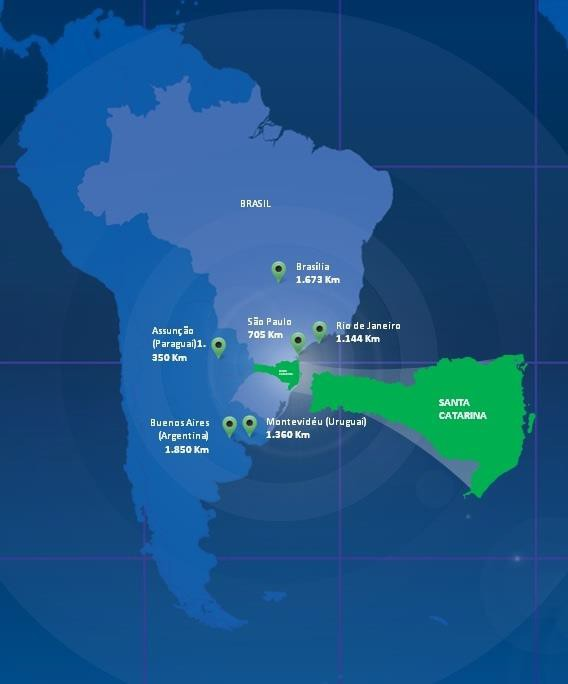 BRASIL
Brasília
1.673 Km
São Paulo
705 Km
Rio de Janeiro
1.144 Km
Assunção
(Paraguai)1.
350 Km
SANTA
CATARINA
Buenos Aires
(Argentina)
1.850 Km
Montevidéu (Uruguai)
1.360 Km